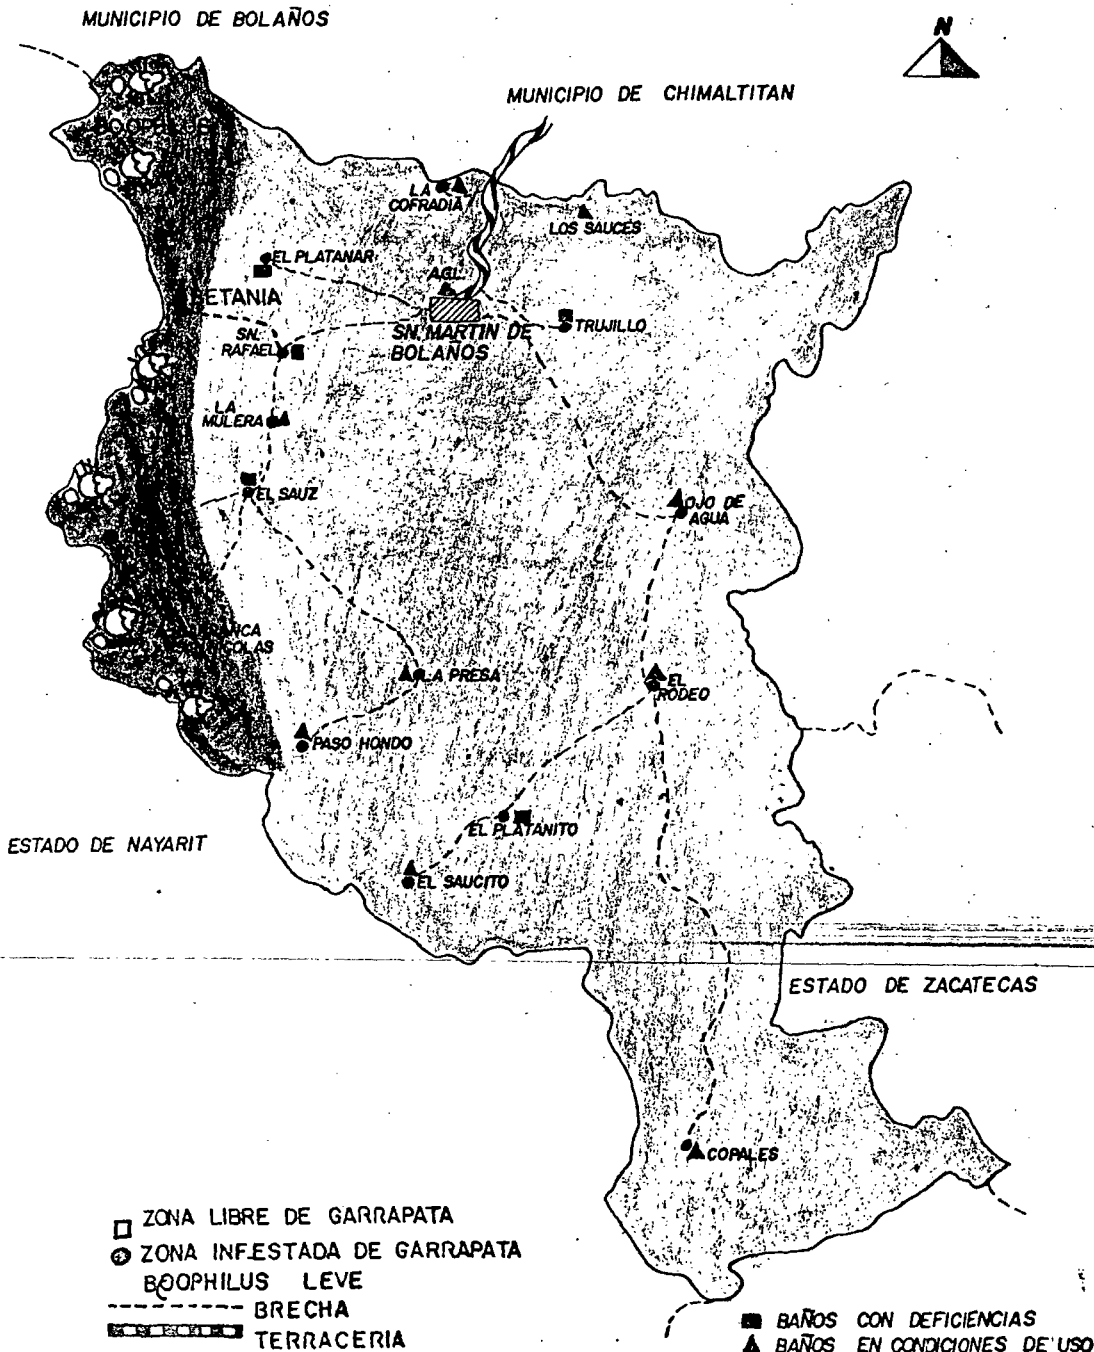 MUNICIPIO DE BOLAÑOS
N
MUNICIPIO DE CHIMALTITAN
LA
COFRADIA
LOS SAUCES
EL PLATANAR
AGL.
BETANIA
SN. MARTIN DE
BOLAÑOS
TRUJILLO
SN.
RAFAEL
LA
MULERA
EL SAUZ
OJO DE
AGUA
LA PRESA
EL
RODEO
PASO HONDO
EL PLATANITO
ESTADO DE NAYARIT
EL SAUCITO
ESTADO DE ZACATECAS
COPALES
ZONA LIBRE DE GARRAPATA
ZONA INFESTADA DE GARRAPATA
BOOPHILUS LEVE
BRECHA
TERRACERIA
BAÑOS CON DEFICIENCIAS
BAÑOS EN CONDICIONES DE USO